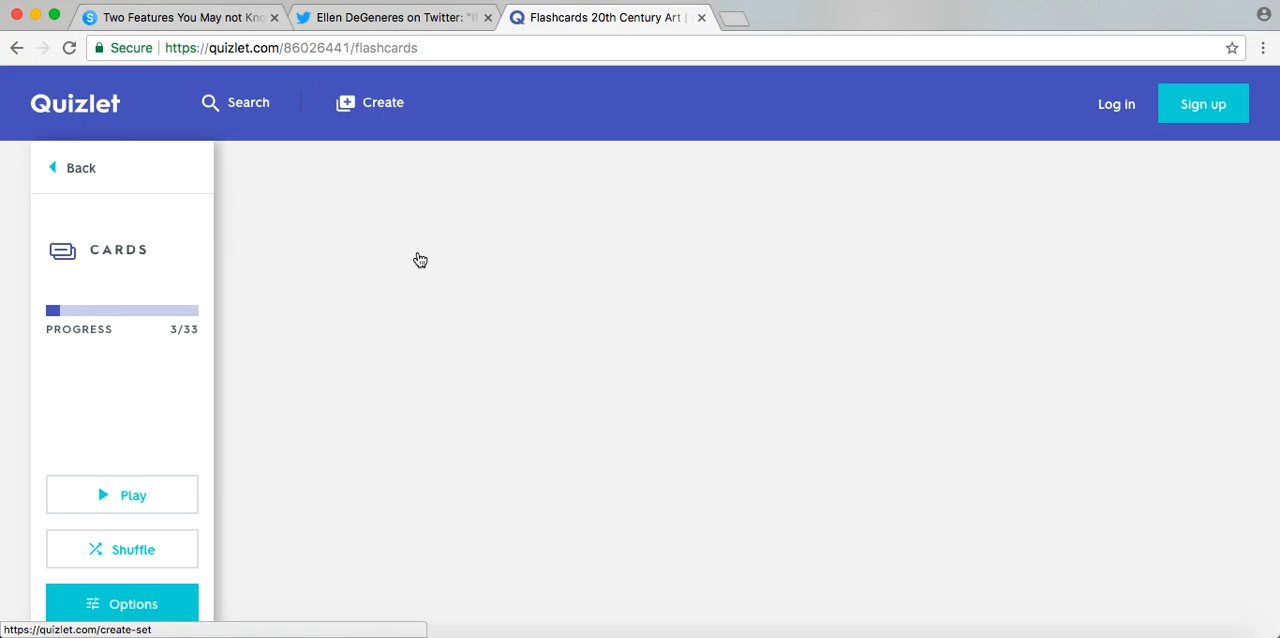 Two Features You May not Kno
Ellen DeGeneres on Twitter: "If
Flashcards 20th Century Art |
Secure https://quizlet.com/86026441/flashcards
Quizlet Search Create Log in Sign up
Back
CARDS
PROGRESS 3/33
Play
Shuffle
Options
https://quizlet.com/create-set